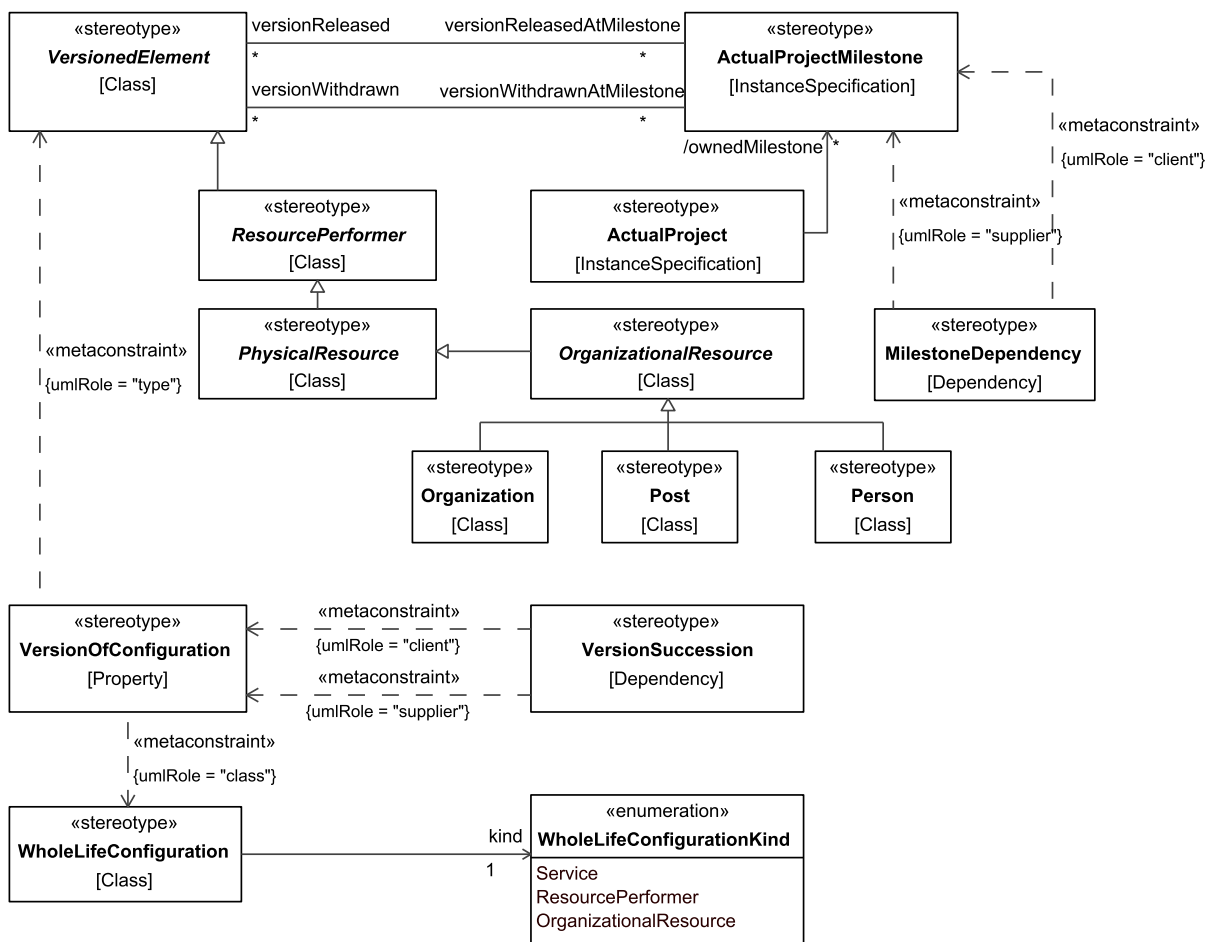 «stereotype»
VersionedElement
[Class]
versionReleased
versionReleasedAtMilestone
*
*
versionWithdrawn
versionWithdrawnAtMilestone
*
*
«stereotype»
ActualProjectMilestone
[InstanceSpecification]
/ownedMilestone
*
«metaconstraint»
{umlRole = "client"}
«stereotype»
ResourcePerformer
[Class]
«stereotype»
ActualProject
[InstanceSpecification]
«metaconstraint»
{umlRole = "supplier"}
«stereotype»
PhysicalResource
[Class]
«stereotype»
OrganizationalResource
[Class]
«stereotype»
MilestoneDependency
[Dependency]
«metaconstraint»
{umlRole = "type"}
«stereotype»
Organization
[Class]
«stereotype»
Post
[Class]
«stereotype»
Person
[Class]
«stereotype»
VersionOfConfiguration
[Property]
«metaconstraint»
{umlRole = "client"}
«metaconstraint»
{umlRole = "supplier"}
«stereotype»
VersionSuccession
[Dependency]
«metaconstraint»
{umlRole = "class"}
«stereotype»
WholeLifeConfiguration
[Class]
kind
1
«enumeration»
WholeLifeConfigurationKind
Service
ResourcePerformer
OrganizationalResource